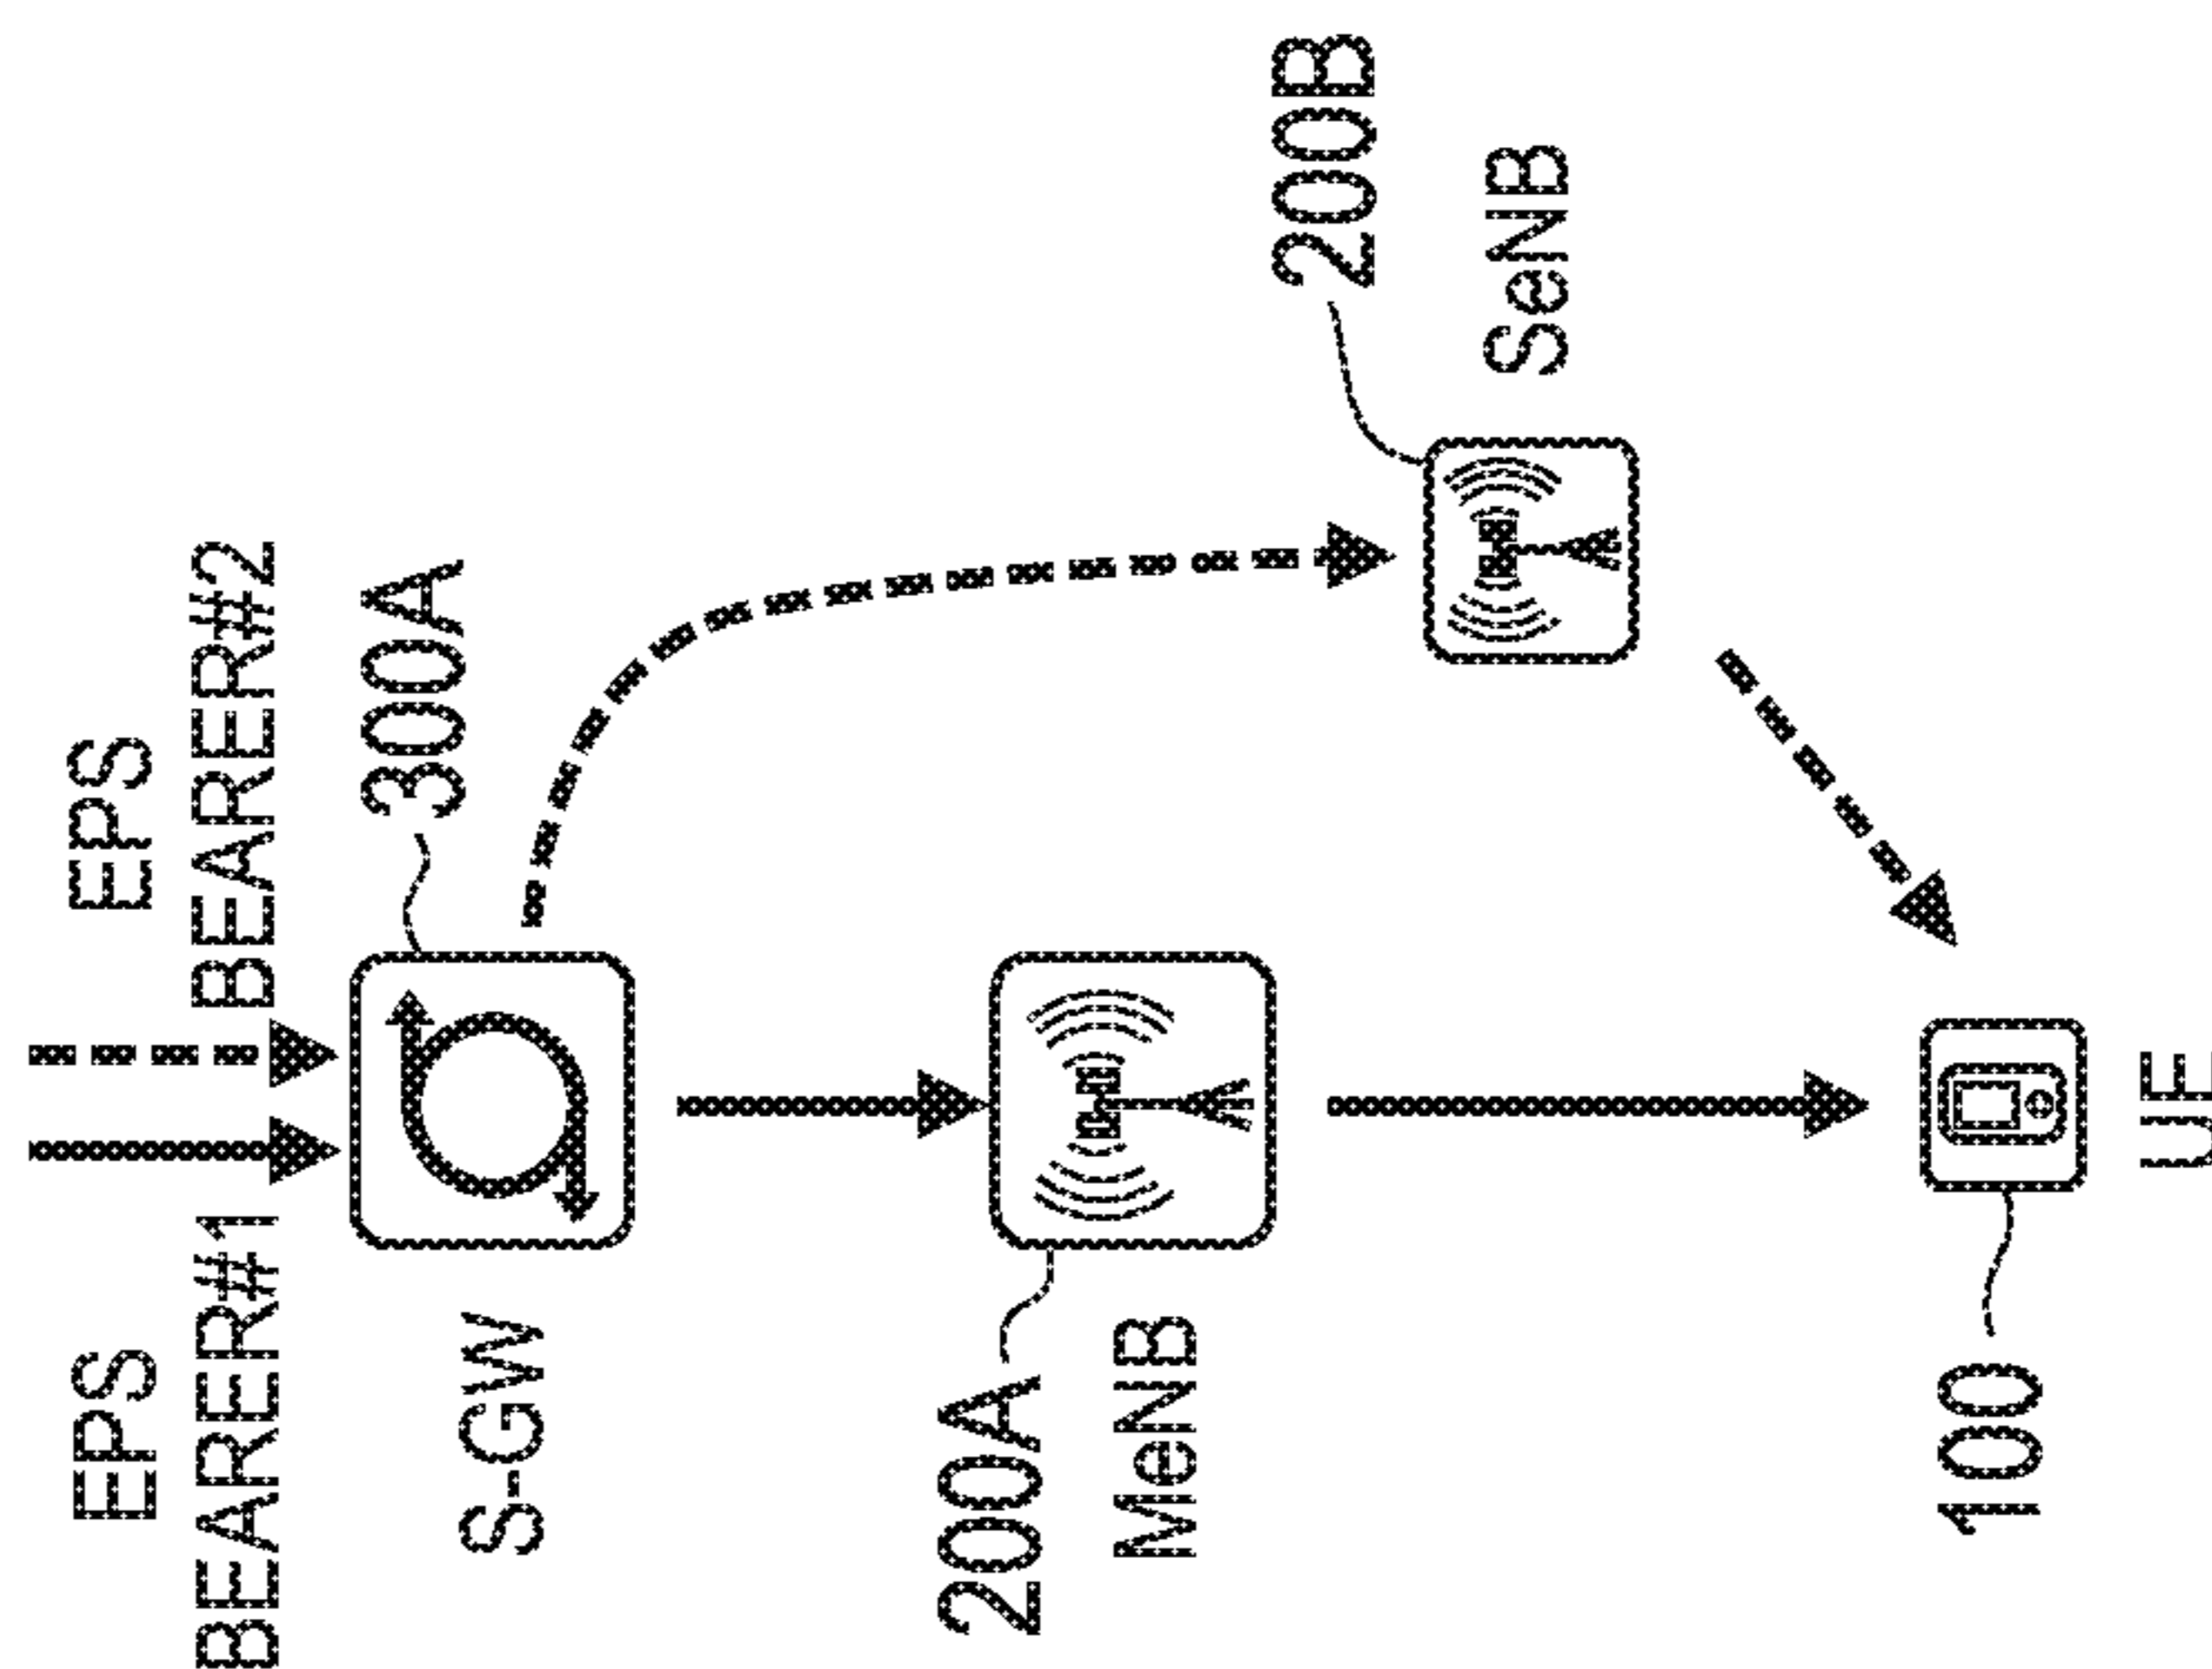 EPS
BEARER#1
EPS
BEARER#2
300A
S-GW
200A
MeNB
200B
SeNB
100
UE